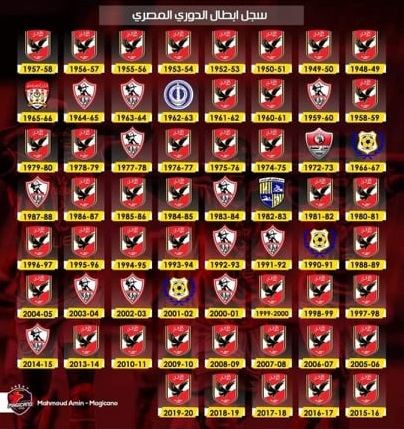 سجل ابطال الدوري المصري
1957-58 1956-57 1955-56 1953-54 1952-53 1950-51 1949-50 1948-49
1965-66 1964-65 1963-64 1962-63 1961-62 1960-61 1959-60 1958-59
1979-80 1978-79 1977-78 1976-77 1975-76 1974-75 1972-73 1966-67
1987-88 1986-87 1985-86 1984-85 1983-84 1982-83 1981-82 1980-81
1996-97 1995-96 1994-95 1993-94 1992-93 1991-92 1990-91 1988-89
2004-05 2003-04 2002-03 2001-02 2000-01 1999-2000 1998-99 1997-98
2014-15 2013-14 2010-11 2009-10 2008-09 2007-08 2006-07 2005-06
2019-20 2018-19 2017-18 2016-17 2015-16
MAGICANO
Mahmoud Amin - Magicano